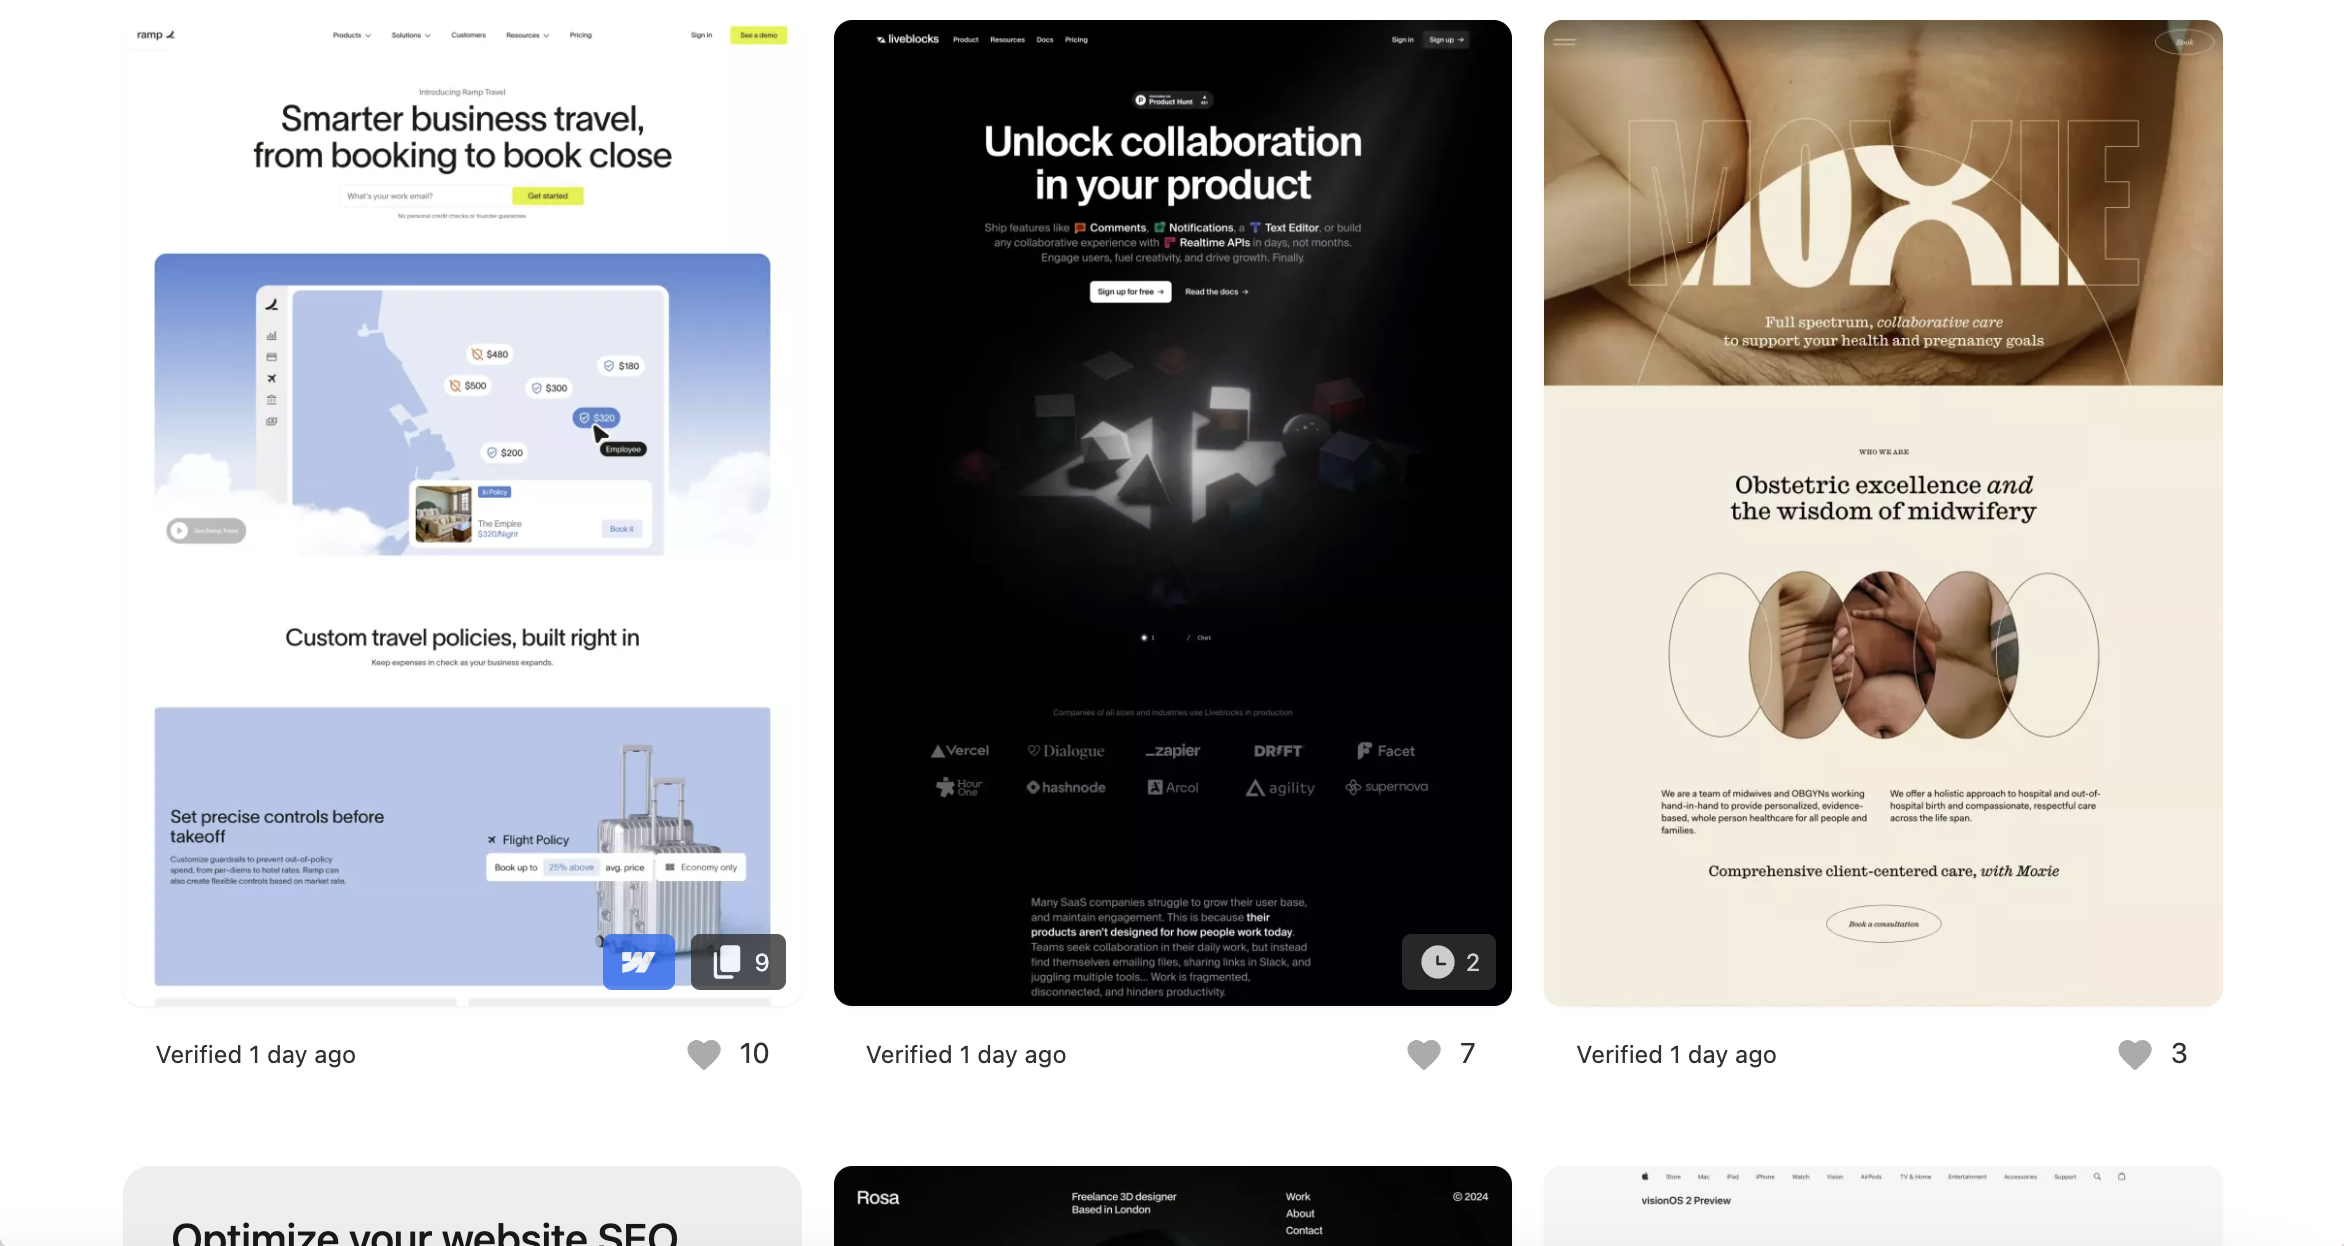 ramp
Products
Solutions
Customers
Resources
Pricing
Sign in
See a demo
Introducing Ramp Travel
Smarter business travel,
from booking to book close
What's your work email?
Get started
No personal credit checks or founder guarantee.
$480
$180
$500
$300
$320
Employee
$200
In Policy
The Empire
$320/Night
Book it
See Ramp Travel
Custom travel policies, built right in
Keep expenses in check as your business expands.
Set precise controls before
takeoff
Customize guardrails to prevent out-of-policy
spend, from per-diems to hotel rates. Ramp can
also create flexible controls based on market rate.
Flight Policy
Book up to 25% above avg. price
Economy only
9
Verified 1 day ago
10
liveblocks
Product
Resources
Docs
Pricing
Sign in
Sign up →
Product Hunt
Unlock collaboration
in your product
Ship features like Comments, Notifications, a Text Editor, or build
any collaborative experience with Realtime APIs in days, not months.
Engage users, fuel creativity, and drive growth. Finally.
Sign up for free →
Read the docs →
1
/ Chat
Companies of all sizes and industries use Liveblocks in production
Vercel
Dialogue
_zapier
DRIFT
Facet
Hour
One
hashnode
Arcol
agility
supernova
Many SaaS companies struggle to grow their user base,
and maintain engagement. This is because their
products aren't designed for how people work today.
Teams seek collaboration in their daily work, but instead
find themselves emailing files, sharing links in Slack, and
juggling multiple tools... Work is fragmented,
disconnected, and hinders productivity.
2
Verified 1 day ago
7
Book
MOXIE
Full spectrum, collaborative care
to support your health and pregnancy goals
WHO WE ARE
Obstetric excellence and
the wisdom of midwifery
We are a team of midwives and OBGYNs working
hand-in-hand to provide personalized, evidence-
based, whole person healthcare for all people and
families.
We offer a holistic approach to hospital and out-of-
hospital birth and compassionate, respectful care
across the life span.
Comprehensive client-centered care, with Moxie
Book a consultation
Verified 1 day ago
3
Optimize your website SEO
Rosa
Freelance 3D designer
Based in London
Work
About
Contact
© 2024
Store
Mac
iPad
iPhone
Watch
Vision
AirPods
TV & Home
Entertainment
Accessories
Support
visionOS 2 Preview